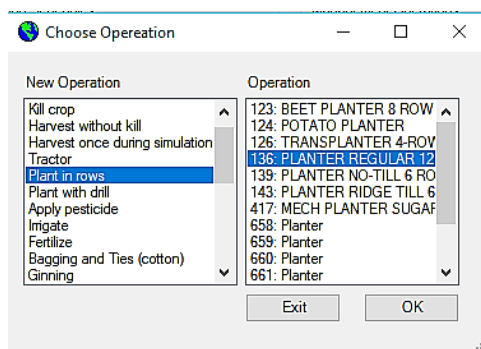 Choose Opereation
New Operation
Kill crop
Harvest without kill
Harvest once during simulation
Tractor
Plant in rows
Plant with drill
Apply pesticide
Irrigate
Fertilize
Bagging and Ties (cotton)
Ginning
Operation
123: BEET PLANTER 8 ROW
124: POTATO PLANTER
126: TRANSPLANTER 4-ROW
136: PLANTER REGULAR 12
139: PLANTER NO-TILL 6 RO
143: PLANTER RIDGE TILL 6
417: MECH PLANTER SUGAR
658: Planter
659: Planter
660: Planter
661: Planter
Exit
OK